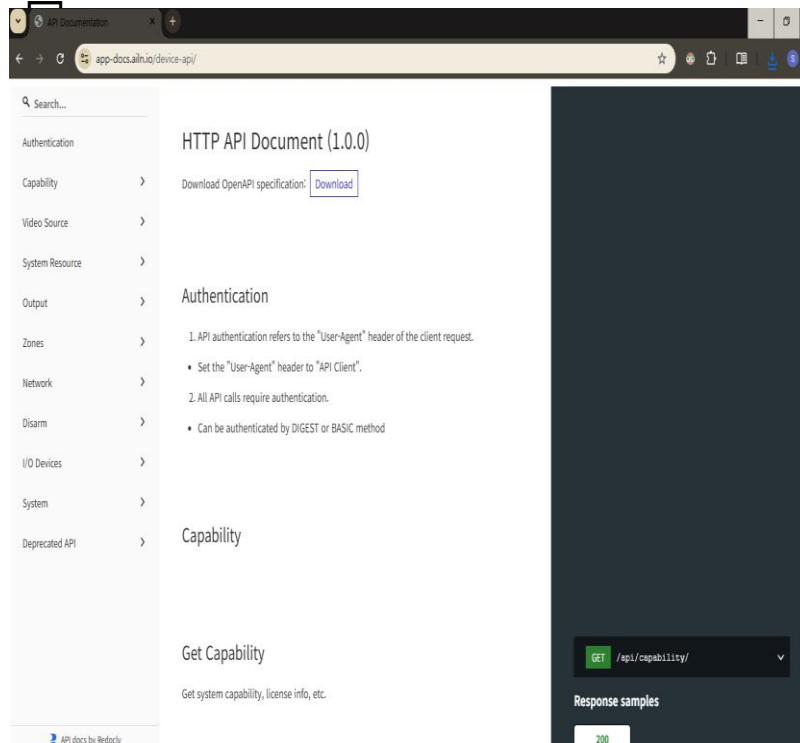 API Documentation
app-docs.ailn.io/device-api/
Search...
Authentication
Capability
Video Source
System Resource
Output
Zones
Network
Disarm
I/O Devices
System
Deprecated API
API docs by Redocly
HTTP API Document (1.0.0)
Download OpenAPI specification: Download
Authentication
1. API authentication refers to the "User-Agent" header of the client request.
• Set the "User-Agent" header to "API Client".
2. All API calls require authentication.
• Can be authenticated by DIGEST or BASIC method
Capability
Get Capability
Get system capability, license info, etc.
GET /api/capability/
Response samples
200